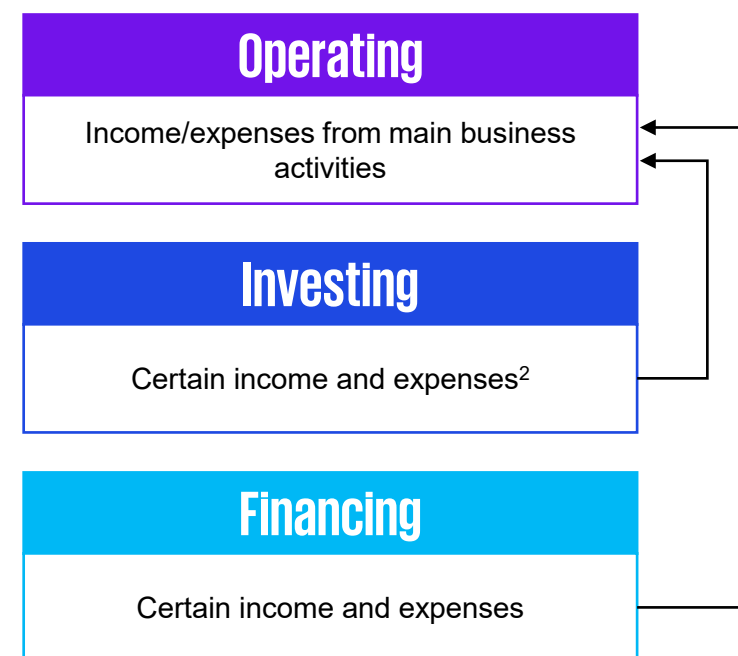 Operating
Income/expenses from main business
activities
Investing
Certain income and expenses²
Financing
Certain income and expenses